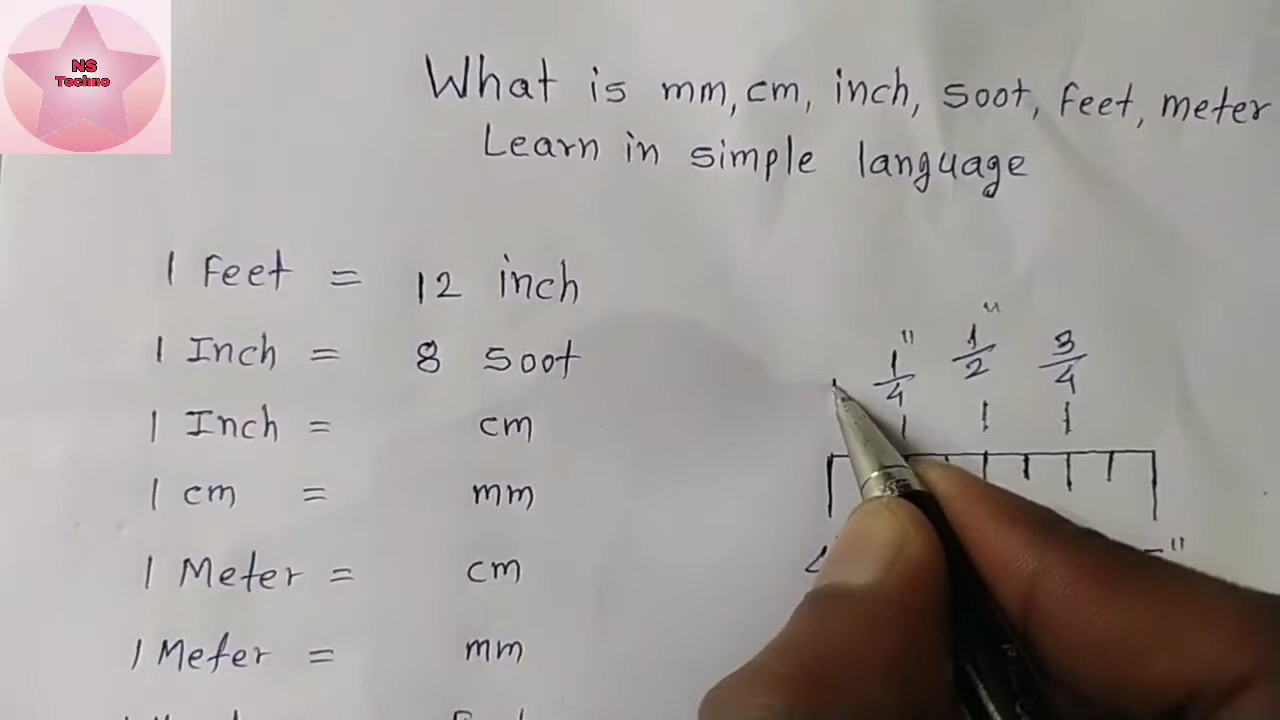 NS
Techno
What is mm, cm, inch, soot, feet, meter
Learn in simple language
1 Feet = 12 inch
1 Inch = 8 soot
1 Inch = cm
1 cm = mm
1 Meter = cm
1 Meter = mm
1/4" 1/2" 3/4